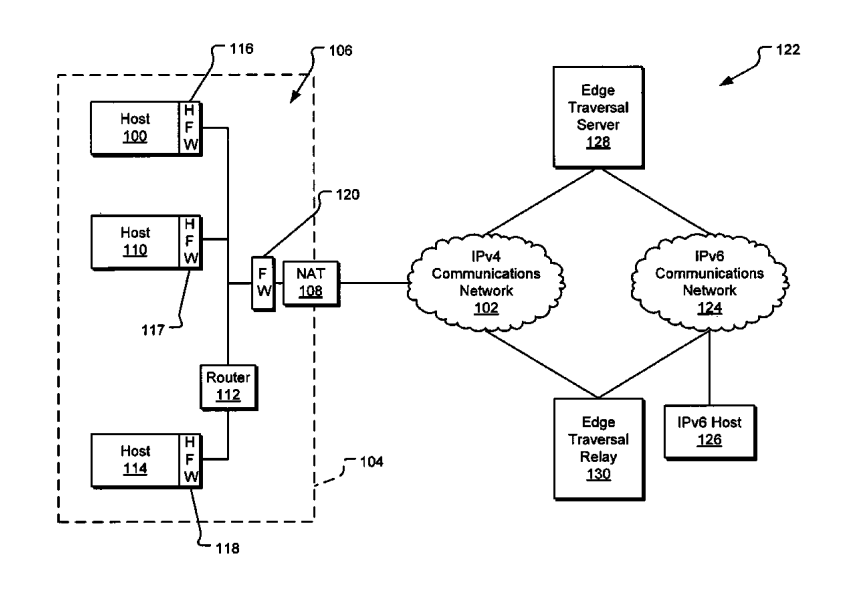 116
106
122
Host
100
H
F
W
Edge
Traversal
Server
128
120
Host
110
H
F
W
F
W
NAT
108
IPv4
Communications
Network
102
IPv6
Communications
Network
124
117
Router
112
Host
114
H
F
W
Edge
Traversal
Relay
130
IPv6 Host
126
104
118